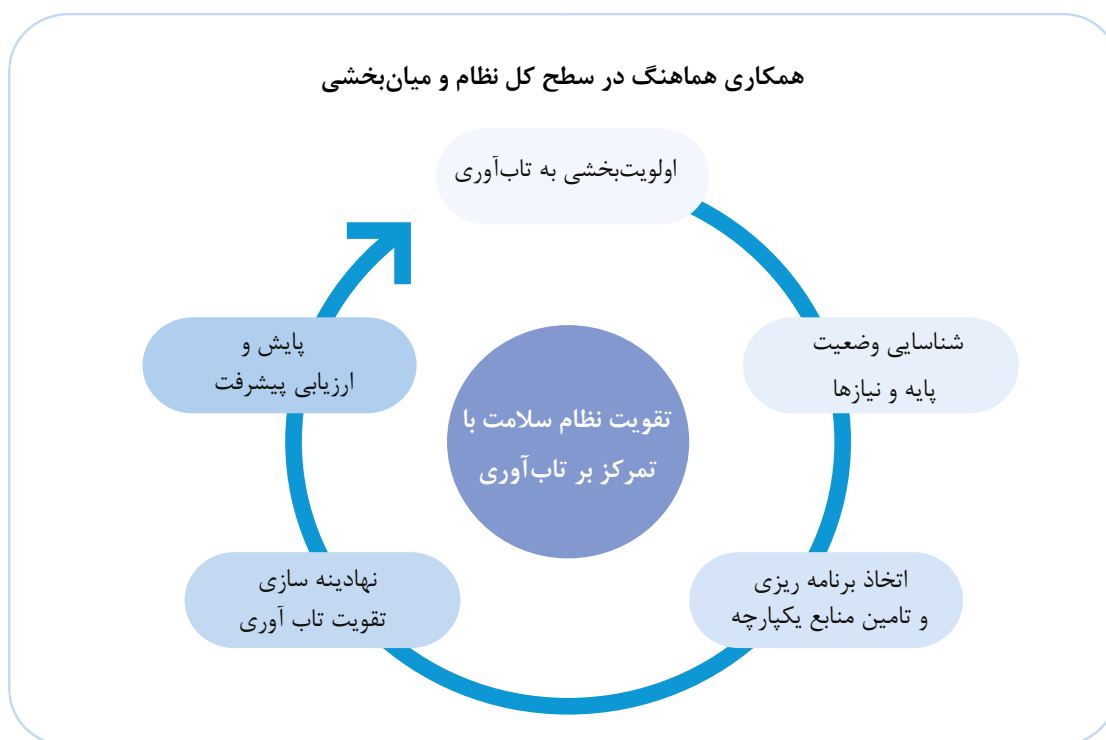 همکاری هماهنگ در سطح کل نظام و میان‌بخشی
اولویت‌بخشی به تاب‌آوری
شناسایی وضعیت
پایه و نیازها
اتخاذ برنامه ریزی
و تامین منابع یکپارچه
نهادینه سازی
تقویت تاب آوری
پایش و
ارزیابی پیشرفت
تقویت نظام سلامت با
تمرکز بر تاب‌آوری